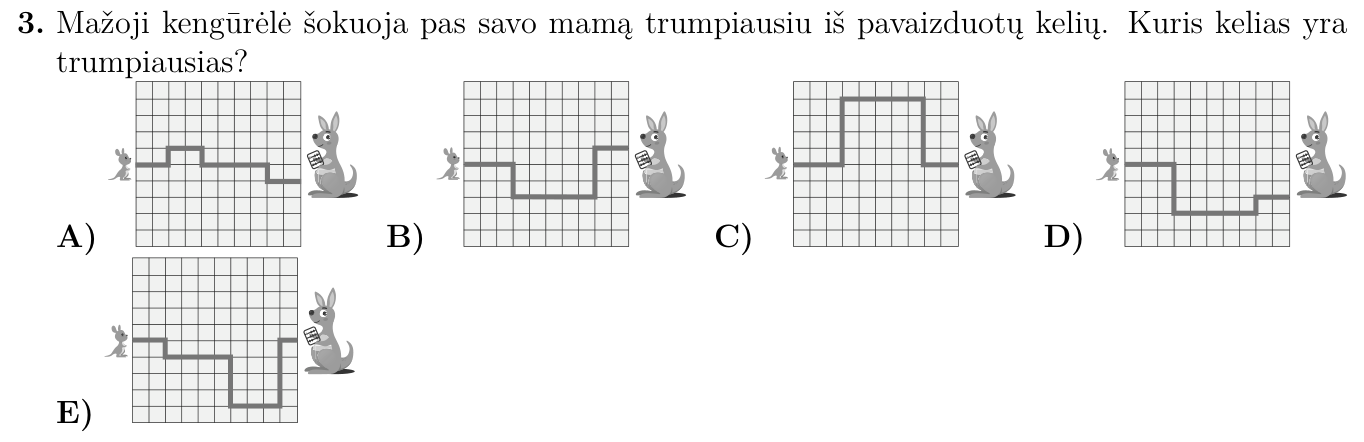 3. Mažoji kengūrėlė šokuoja pas savo mamą trumpiausiu iš pavaizduotų kelių. Kuris kelias yra
trumpiausias?
A) B) C) D)
E)